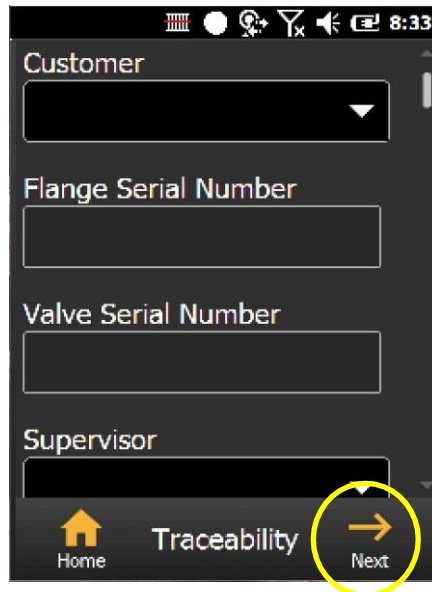 8:33
Customer
Flange Serial Number
Valve Serial Number
Supervisor
Home Traceability Next